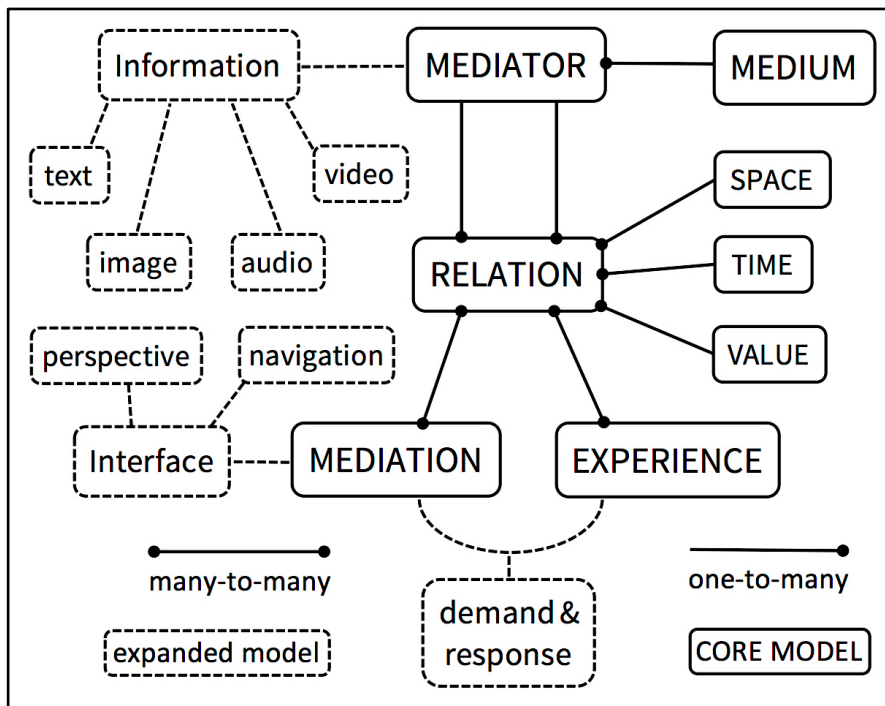 Information
MEDIATOR
MEDIUM
text
video
SPACE
image
audio
RELATION
TIME
perspective
navigation
VALUE
Interface
MEDIATION
EXPERIENCE
many-to-many
one-to-many
demand &
response
expanded model
CORE MODEL